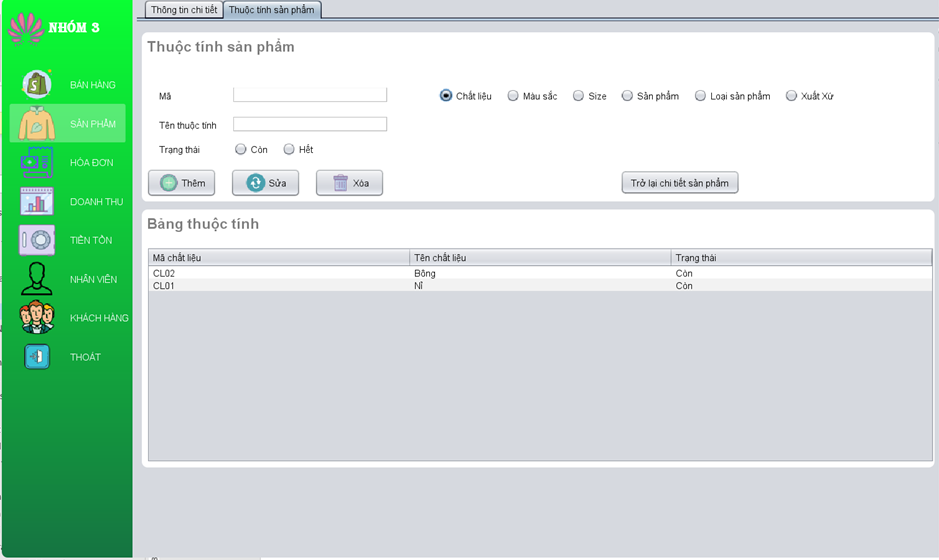 Thông tin chi tiết
Thuộc tính sản phẩm
NHÓM 3
BÁN HÀNG
SẢN PHẨM
HÓA ĐƠN
DOANH THU
TIỀN TỒN
NHÂN VIÊN
KHÁCH HÀNG
THOÁT
Thuộc tính sản phẩm
Mã
Chất liệu Màu sắc Size Sản phẩm Loại sản phẩm Xuất Xứ
Tên thuộc tính
Trạng thái Còn Hết
Thêm Sửa Xóa Trở lại chi tiết sản phẩm
Bảng thuộc tính
Mã chất liệu Tên chất liệu Trạng thái
CL02 Bông Còn
CL01 Nỉ Còn